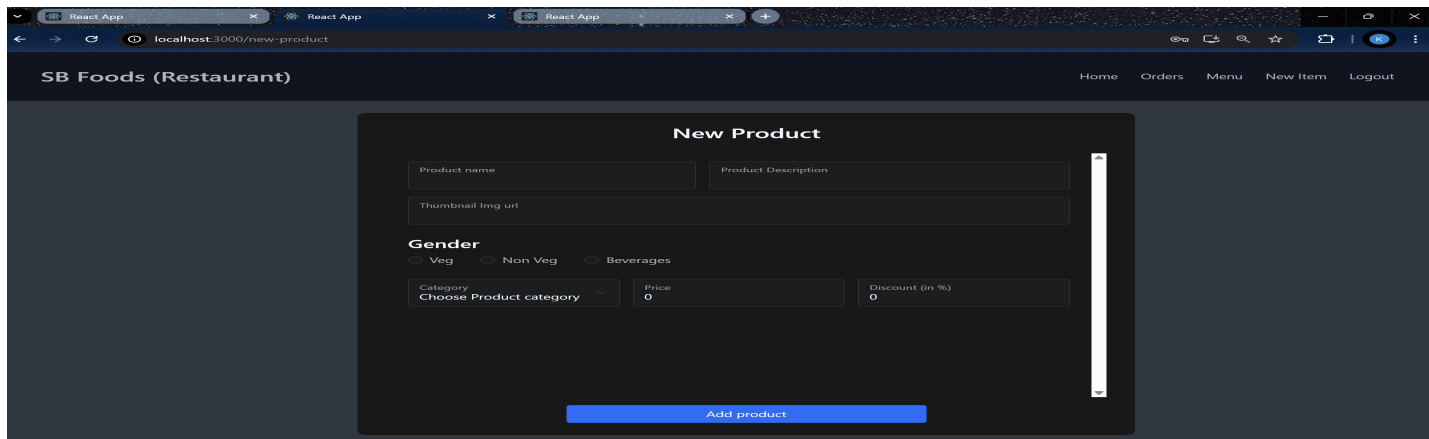 React App React App React App
localhost:3000/new-product K
SB Foods (Restaurant) Home Orders Menu New Item Logout
New Product
Product name Product Description
Thumbnail Img url
Gender
Veg Non Veg Beverages
Category Price Discount (in %)
Choose Product category 0 0
Add product